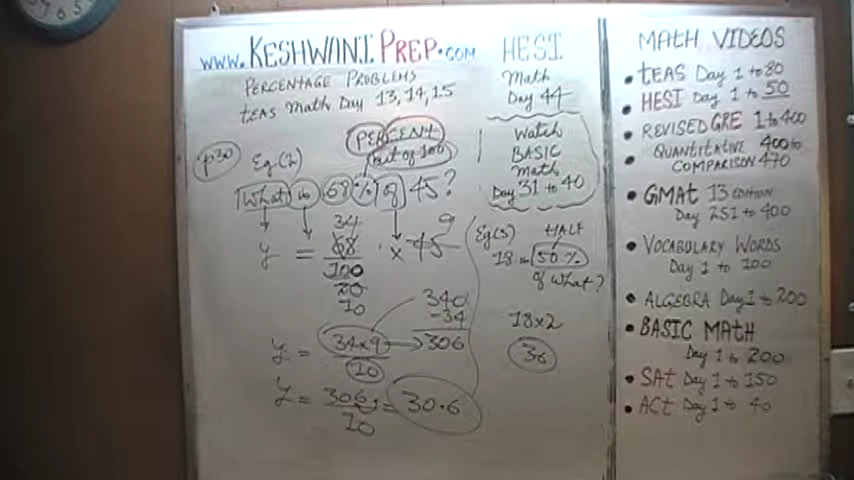 www.KESHWANIPREP.COM
PERCENTAGE PROBLEMS
TEAS Math Day 13, 14, 15
PERCENT
out of 100
p30
Eg(2)
What is 68% of 45?
34 9
y = 68 × 45
100
20
10
340
-34
y = 34×9 → 306
10
y = 306 = 30.6
10
HESI
Math
Day 44
Watch
BASIC
Math
Day 31 to 40
Eg(5) HALF
18 is 50%
of what?
18×2
36
MATH VIDEOS
• TEAS Day 1 to 80
• HESI Day 1 to 50
• REVISED GRE 1 to 400
• QUANTITATIVE 400 to
COMPARISON 470
• GMAT 13 EDITION
Day 251 to 400
• VOCABULARY WORDS
Day 1 to 100
• ALGEBRA Day 1 to 200
• BASIC MATH
Day 1 to 200
• SAT Day 1 to 150
• ACT Day 1 to 40